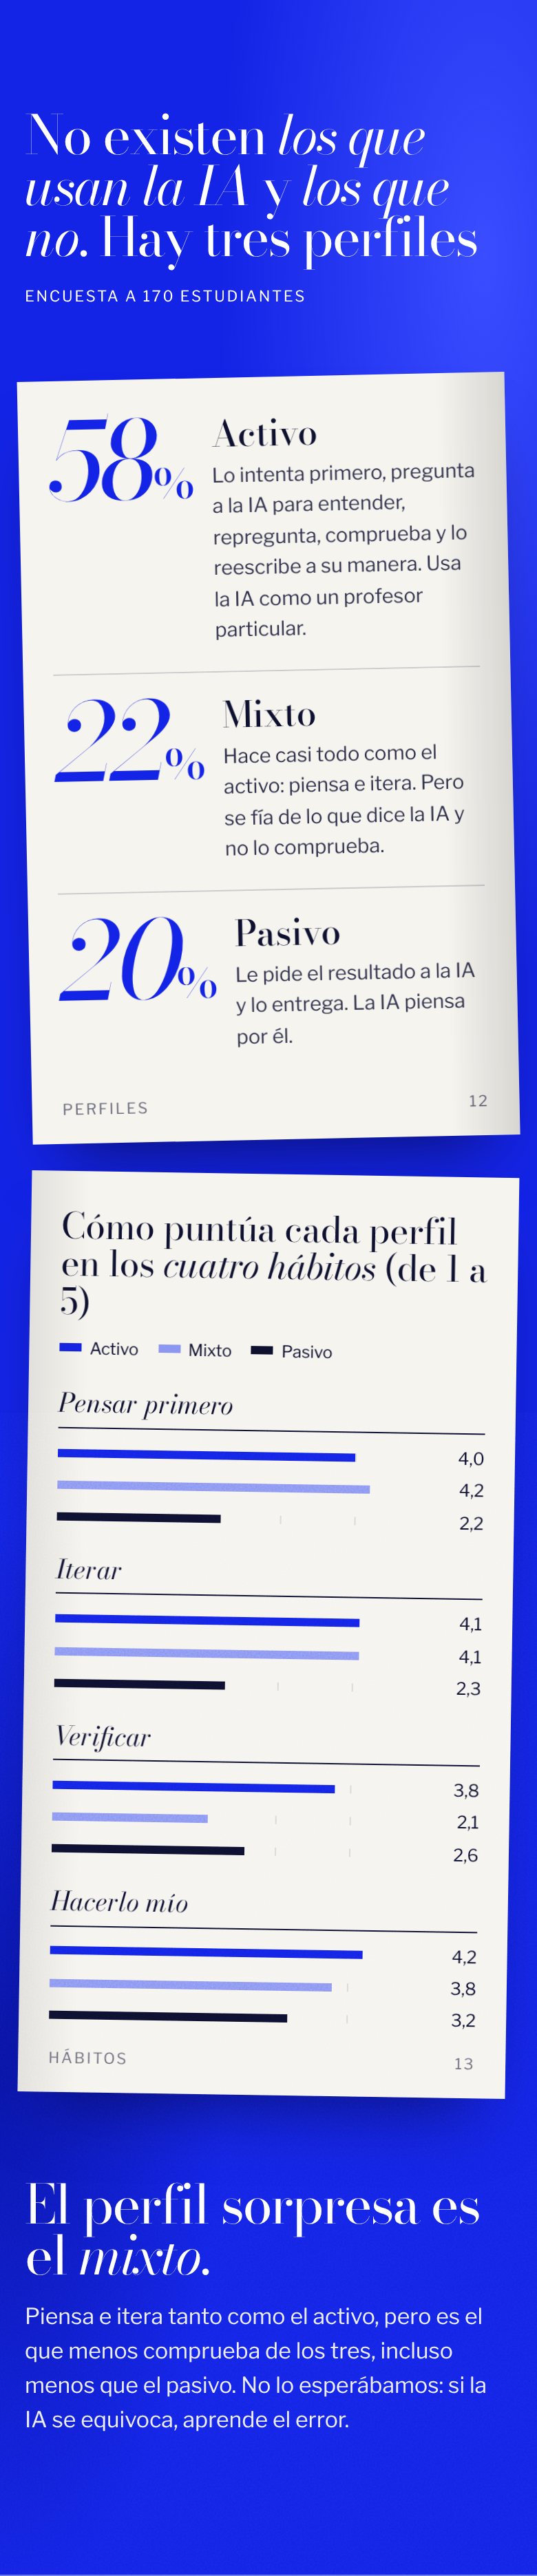 No existen los que
usan la IA y los que
no. Hay tres perfiles
ENCUESTA A 170 ESTUDIANTES
58%
Activo
Lo intenta primero, pregunta
a la IA para entender,
repregunta, comprueba y lo
reescribe a su manera. Usa
la IA como un profesor
particular.
22%
Mixto
Hace casi todo como el
activo: piensa e itera. Pero
se fía de lo que dice la IA y
no lo comprueba.
20%
Pasivo
Le pide el resultado a la IA
y lo entrega. La IA piensa
por él.
PERFILES 12
Cómo puntúa cada perfil
en los cuatro hábitos (de 1 a
5)
Activo Mixto Pasivo
Pensar primero
4,0
4,2
2,2
Iterar
4,1
4,1
2,3
Verificar
3,8
2,1
2,6
Hacerlo mío
4,2
3,8
3,2
HÁBITOS 13
El perfil sorpresa es
el mixto.
Piensa e itera tanto como el activo, pero es el
que menos comprueba de los tres, incluso
menos que el pasivo. No lo esperábamos: si la
IA se equivoca, aprende el error.